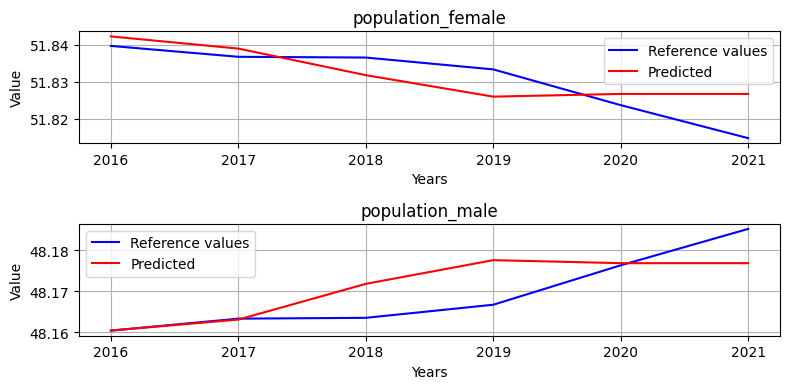 population_female
Value
51.84
51.83
51.82
Reference values
Predicted
2016 2017 2018 2019 2020 2021
Years
population_male
Value
48.18
48.17
48.16
Reference values
Predicted
2016 2017 2018 2019 2020 2021
Years